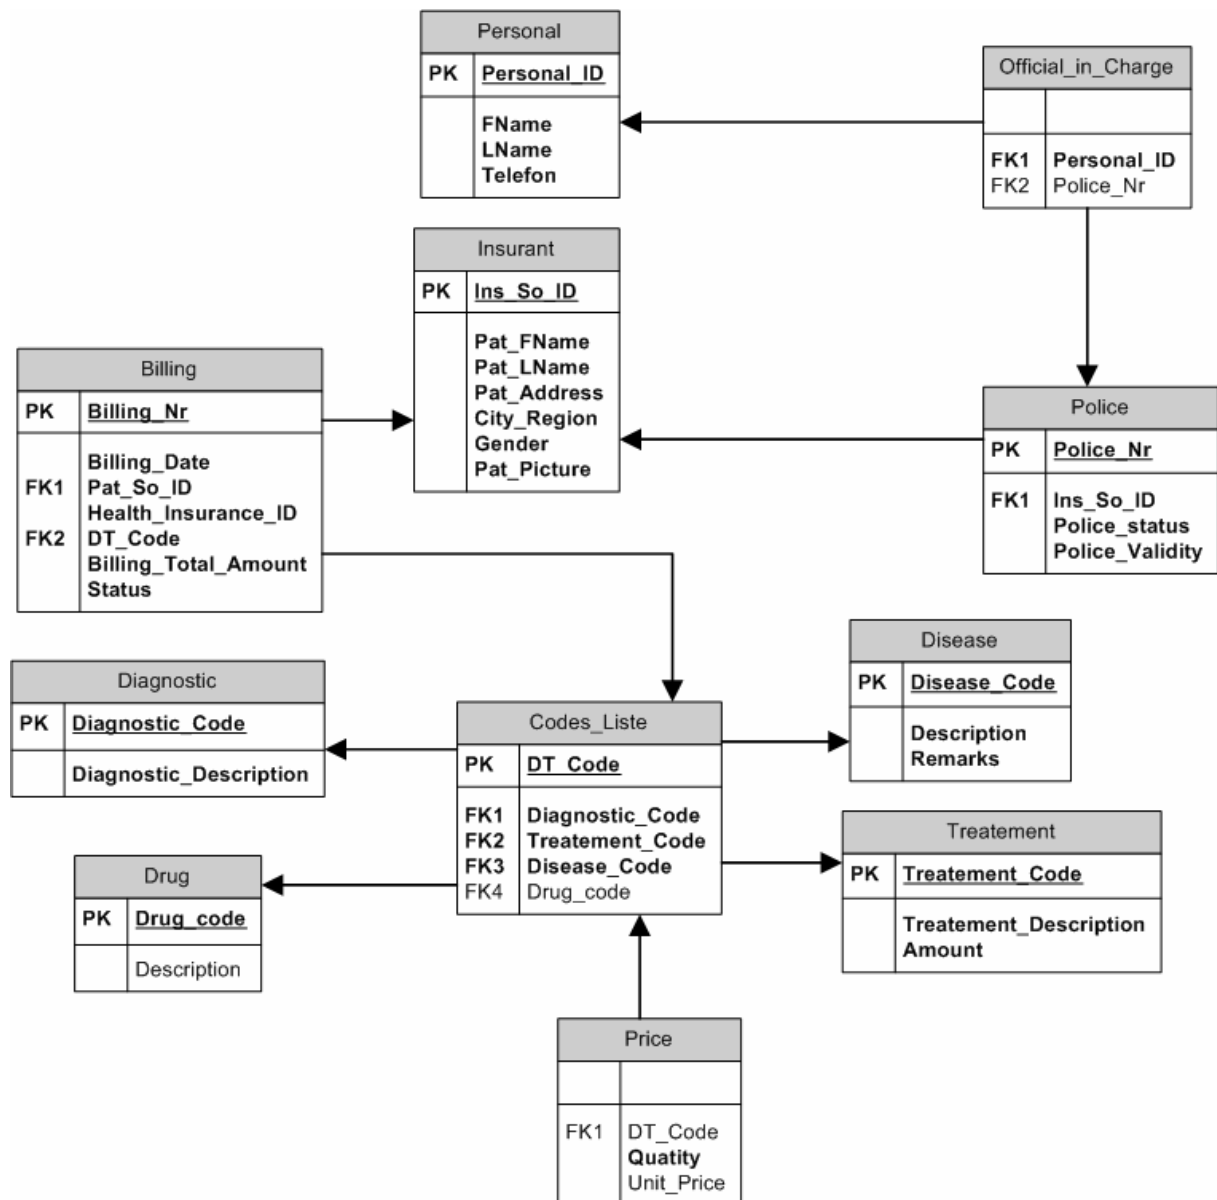 Personal
PK Personal_ID
FName
LName
Telefon
Official_in_Charge
FK1 Personal_ID
FK2 Police_Nr
Insurant
PK Ins_So_ID
Pat_FName
Pat_LName
Pat_Address
City_Region
Gender
Pat_Picture
Billing
PK Billing_Nr
Billing_Date
FK1 Pat_So_ID
Health_Insurance_ID
FK2 DT_Code
Billing_Total_Amount
Status
Police
PK Police_Nr
FK1 Ins_So_ID
Police_status
Police_Validity
Disease
PK Disease_Code
Description
Remarks
Diagnostic
PK Diagnostic_Code
Diagnostic_Description
Codes_Liste
PK DT_Code
FK1 Diagnostic_Code
FK2 Treatement_Code
FK3 Disease_Code
FK4 Drug_code
Treatement
PK Treatement_Code
Treatement_Description
Amount
Drug
PK Drug_code
Description
Price
FK1 DT_Code
Quatity
Unit_Price